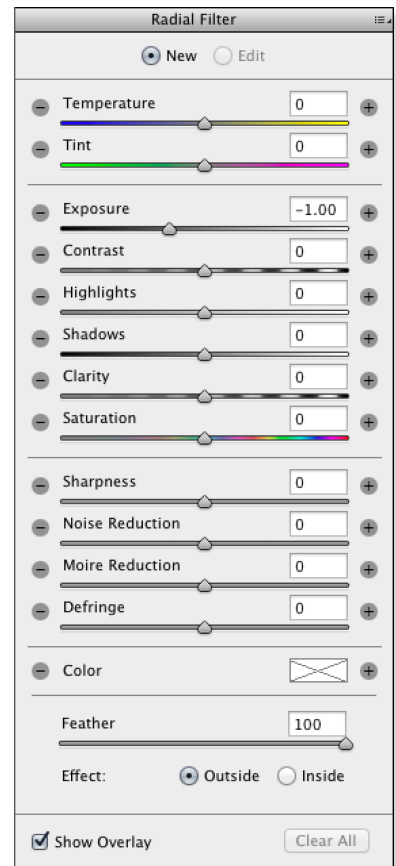 Radial Filter
New Edit
Temperature 0
Tint 0
Exposure -1.00
Contrast 0
Highlights 0
Shadows 0
Clarity 0
Saturation 0
Sharpness 0
Noise Reduction 0
Moire Reduction 0
Defringe 0
Color
Feather 100
Effect: Outside Inside
Show Overlay Clear All